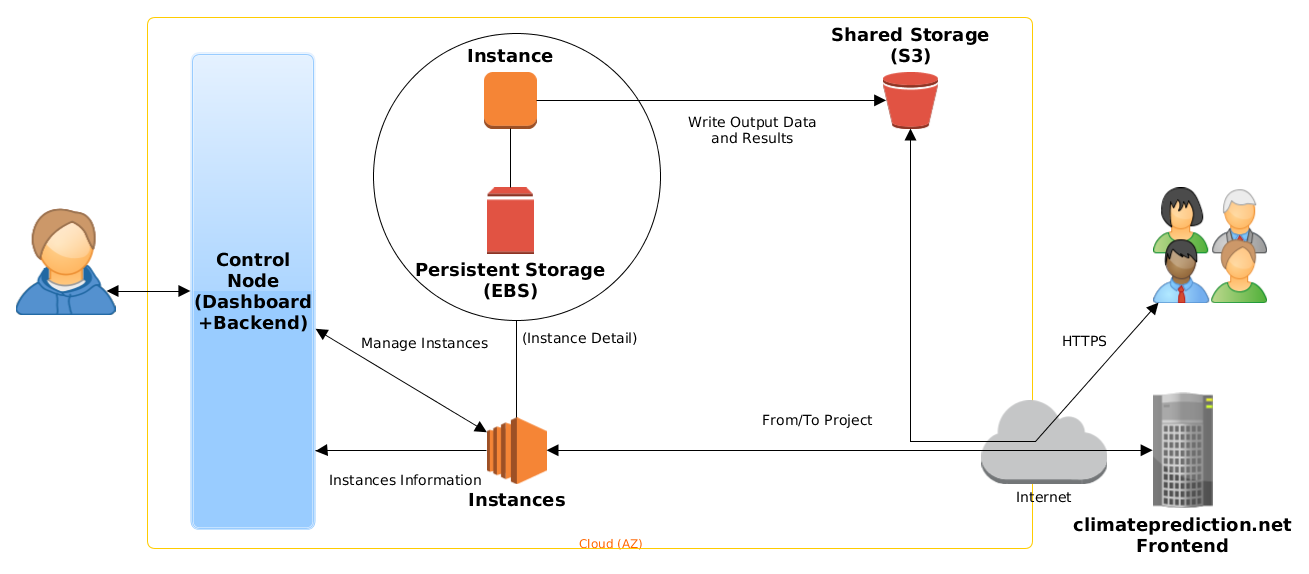 Instance
Shared Storage
(S3)
Write Output Data
and Results
Control
Node
(Dashboard
+Backend)
Persistent Storage
(EBS)
(Instance Detail)
Manage Instances
HTTPS
From/To Project
Instances Information
Instances
Internet
climateprediction.net
Frontend
Cloud (AZ)